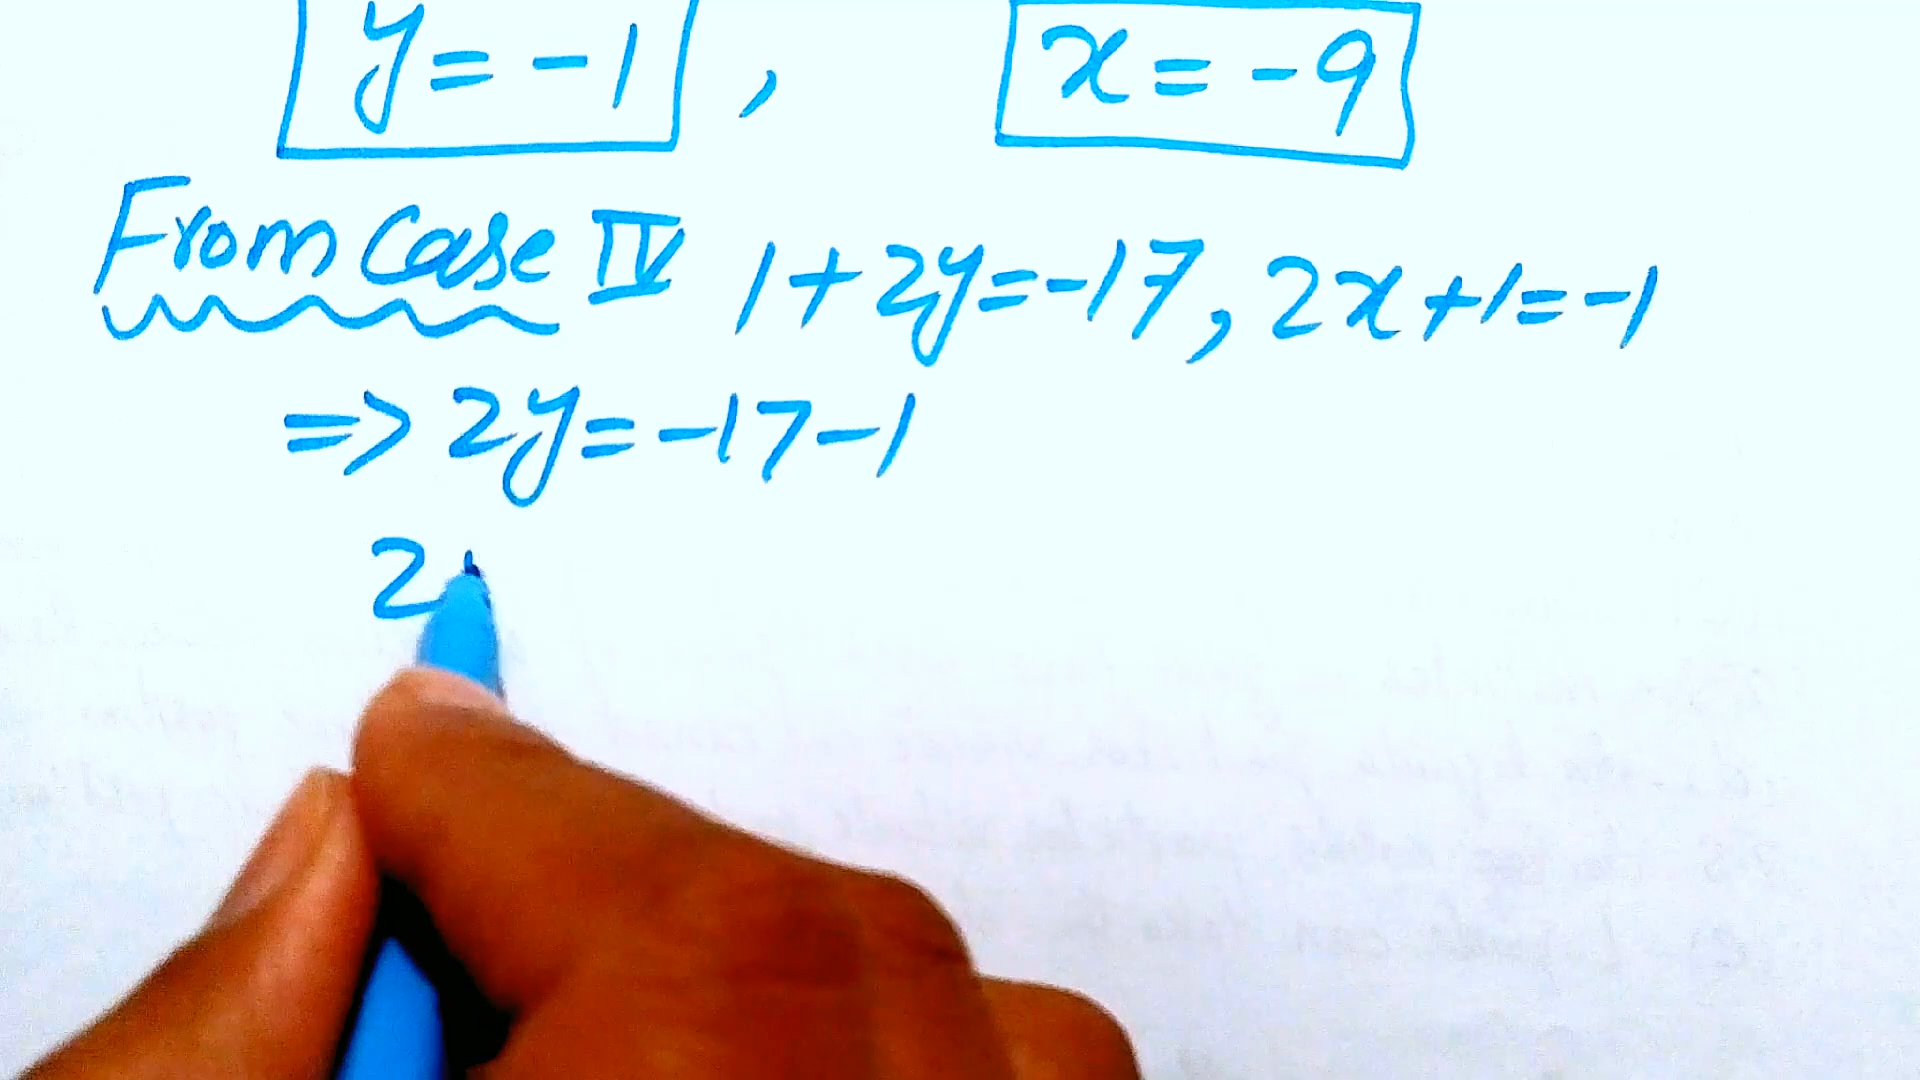 y = -1 , x = -9
From Case IV 1+2y=-17, 2x+1=-1
=> 2y=-17-1
2